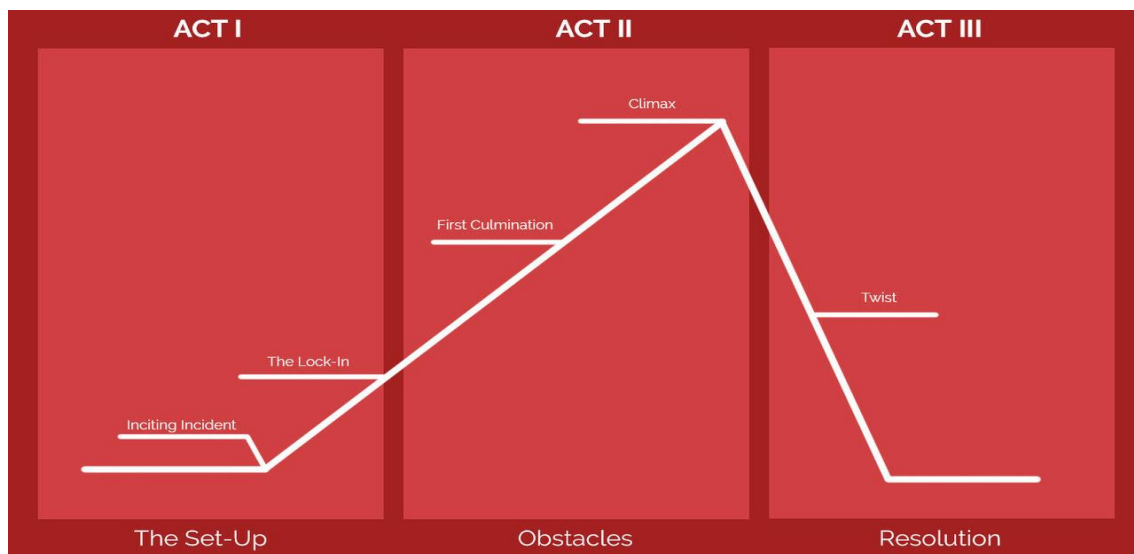 ACT I
ACT II
ACT III
Climax
First Culmination
Twist
The Lock-In
Inciting Incident
The Set-Up
Obstacles
Resolution